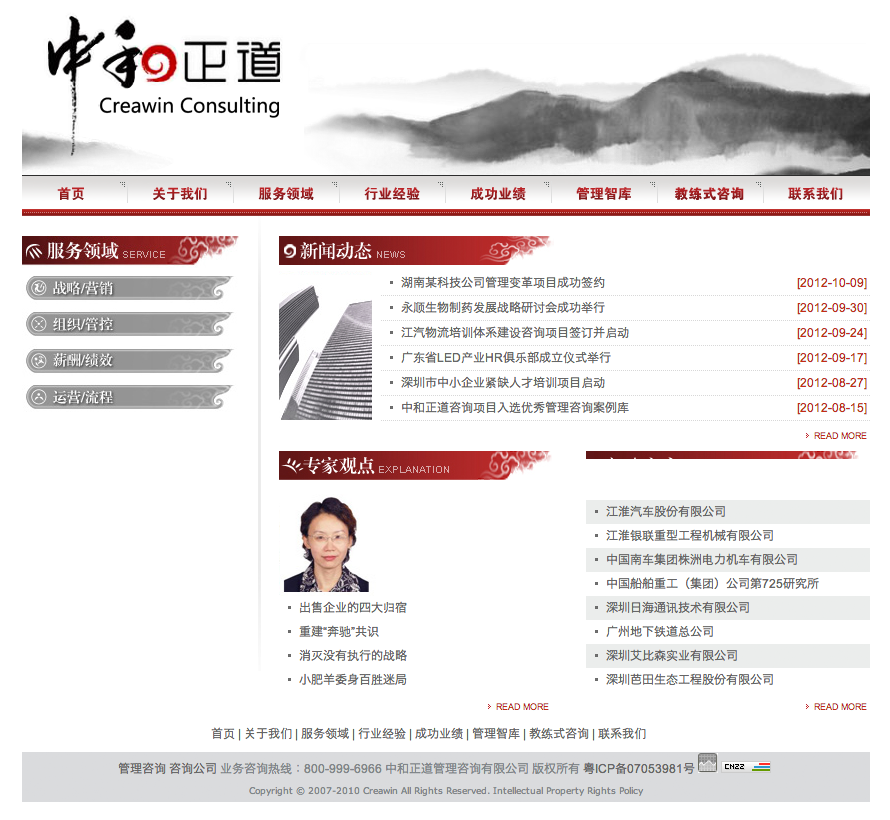 中和正道
Creawin Consulting
首页 关于我们 服务领域 行业经验 成功业绩 管理智库 教练式咨询 联系我们
服务领域 SERVICE
战略/营销
组织/管控
薪酬/绩效
运营/流程
新闻动态 NEWS
湖南某科技公司管理变革项目成功签约 [2012-10-09]
永顺生物制药发展战略研讨会成功举行 [2012-09-30]
江汽物流培训体系建设咨询项目签订并启动 [2012-09-24]
广东省LED产业HR俱乐部成立仪式举行 [2012-09-17]
深圳市中小企业紧缺人才培训项目启动 [2012-08-27]
中和正道咨询项目入选优秀管理咨询案例库 [2012-08-15]
READ MORE
专家观点 EXPLANATION
出售企业的四大归宿
重建“奔驰”共识
消灭没有执行的战略
小肥羊委身百胜迷局
READ MORE
江淮汽车股份有限公司
江淮银联重型工程机械有限公司
中国南车集团株洲电力机车有限公司
中国船舶重工（集团）公司第725研究所
深圳日海通讯技术有限公司
广州地下铁道总公司
深圳艾比森实业有限公司
深圳芭田生态工程股份有限公司
READ MORE
首页 | 关于我们 | 服务领域 | 行业经验 | 成功业绩 | 管理智库 | 教练式咨询 | 联系我们
管理咨询 咨询公司 业务咨询热线：800-999-6966 中和正道管理咨询有限公司 版权所有 粤ICP备07053981号 CNZZ
Copyright © 2007-2010 Creawin All Rights Reserved. Intellectual Property Rights Policy